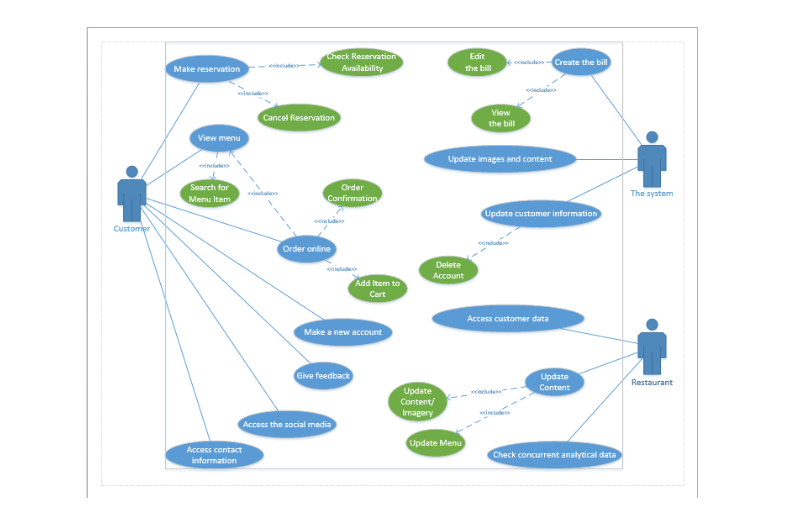 Make reservation
<<include>>
Check Reservation
Availability
<<include>>
Cancel Reservation
View menu
<<include>>
Search for
Menu Item
<<include>>
Order
Confirmation
<<include>>
Order online
<<include>>
Add Item to
Cart
Customer
Make a new account
Give feedback
Access the social media
Access contact
information
Edit
the bill
<<include>>
Create the bill
<<include>>
View
the bill
Update images and content
The system
Update customer information
<<include>>
Delete
Account
Access customer data
Restaurant
Update
Content
<<include>>
Update
Content/
Imagery
<<include>>
Update Menu
Check concurrent analytical data